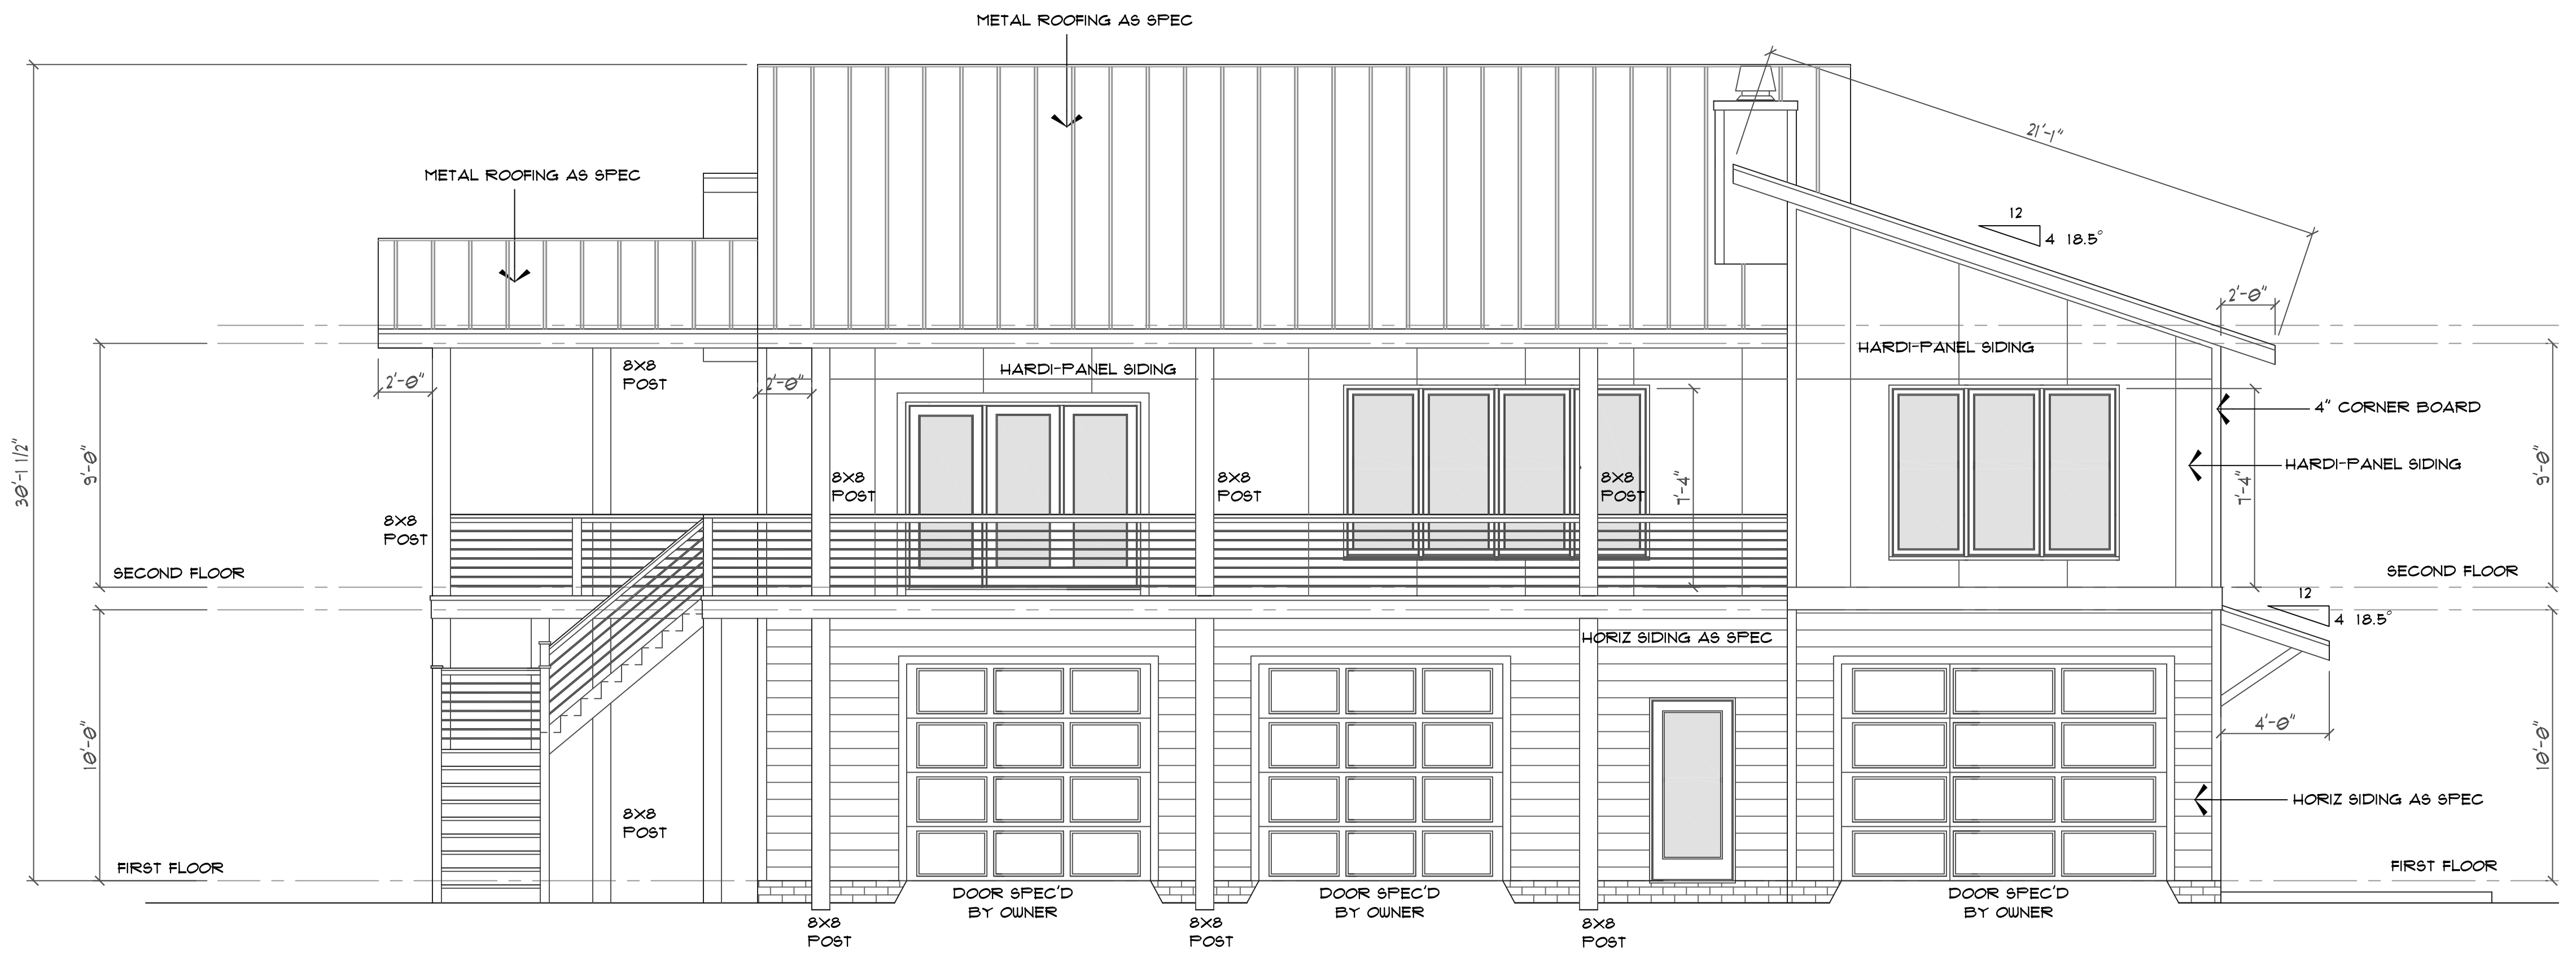 METAL ROOFING AS SPEC
21'-1"
METAL ROOFING AS SPEC
12
4 18.5°
2'-0"
HARDI-PANEL SIDING
8X8
POST
HARDI-PANEL SIDING
2'-0"
2'-0"
4" CORNER BOARD
30'-1 1/2"
9'-0"
8X8
POST
8X8
POST
8X8
POST
7'-4"
7'-4"
HARDI-PANEL SIDING
9'-0"
8X8
POST
SECOND FLOOR
SECOND FLOOR
12
4 18.5°
HORIZ SIDING AS SPEC
10'-0"
4'-0"
10'-0"
8X8
POST
HORIZ SIDING AS SPEC
FIRST FLOOR
FIRST FLOOR
DOOR SPEC'D
BY OWNER
DOOR SPEC'D
BY OWNER
DOOR SPEC'D
BY OWNER
8X8
POST
8X8
POST
8X8
POST